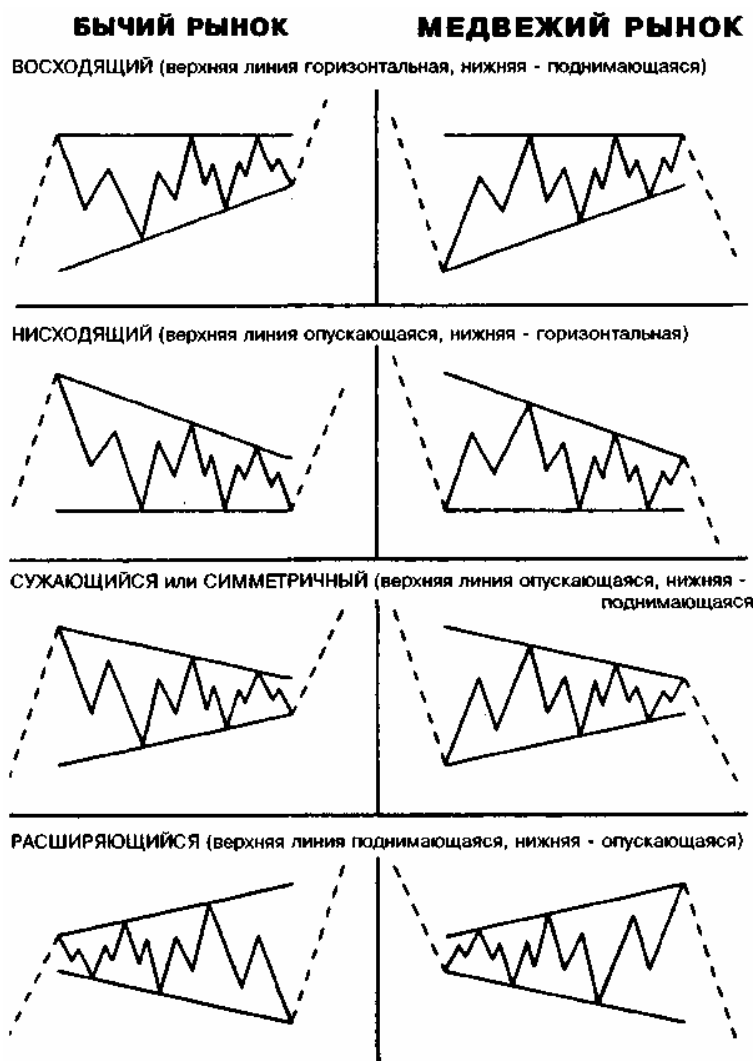 БЫЧИЙ РЫНОК
МЕДВЕЖИЙ РЫНОК
ВОСХОДЯЩИЙ (верхняя линия горизонтальная, нижняя - поднимающаяся)
НИСХОДЯЩИЙ (верхняя линия опускающаяся, нижняя - горизонтальная)
СУЖАЮЩИЙСЯ или СИММЕТРИЧНЫЙ (верхняя линия опускающаяся, нижняя -
поднимающаяся
РАСШИРЯЮЩИЙСЯ (верхняя линия поднимающаяся, нижняя - опускающаяся)